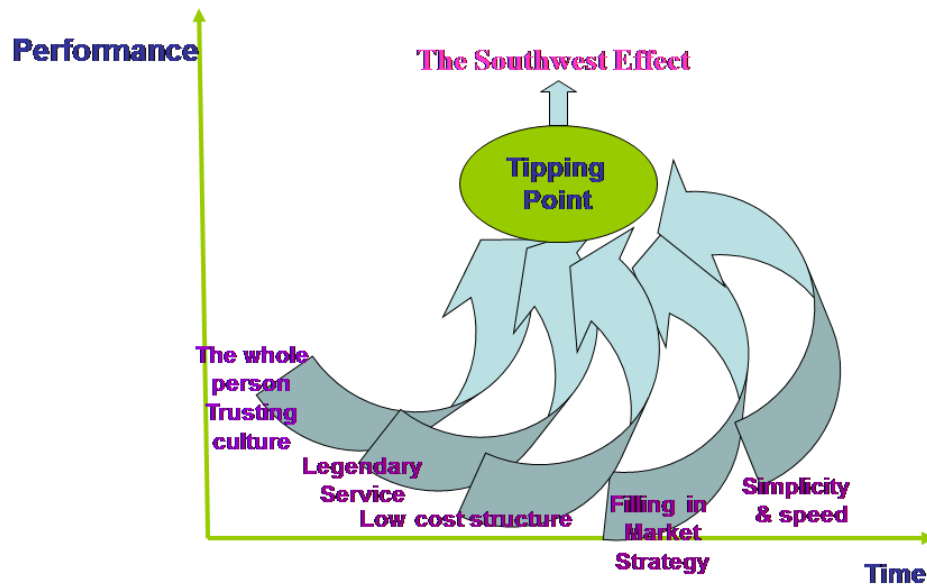 Performance
The Southwest Effect
Tipping
Point
The whole
person
Trusting
culture
Legendary
Service
Low cost structure
Filling in
Market
Strategy
Simplicity
& speed
Time